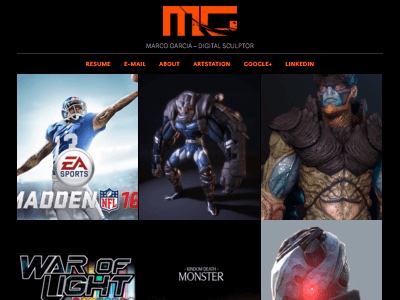 MG
MARCO GARCIA – DIGITAL SCULPTOR
RESUME E-MAIL ABOUT ARTSTATION GOOGLE+ LINKEDIN
EA
SPORTS
MADDEN NFL 16
WAR OF
LIGHT
KINGDOM DEATH
MONSTER